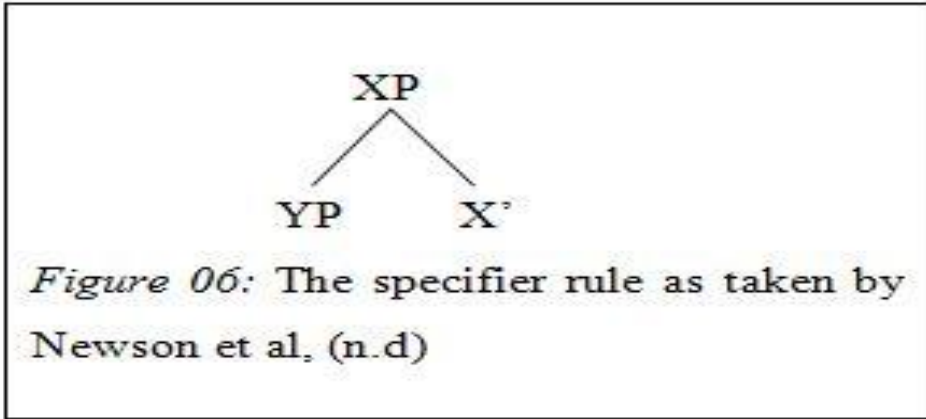 XP
YP X’
Figure 06: The specifier rule as taken by
Newson et al, (n.d)